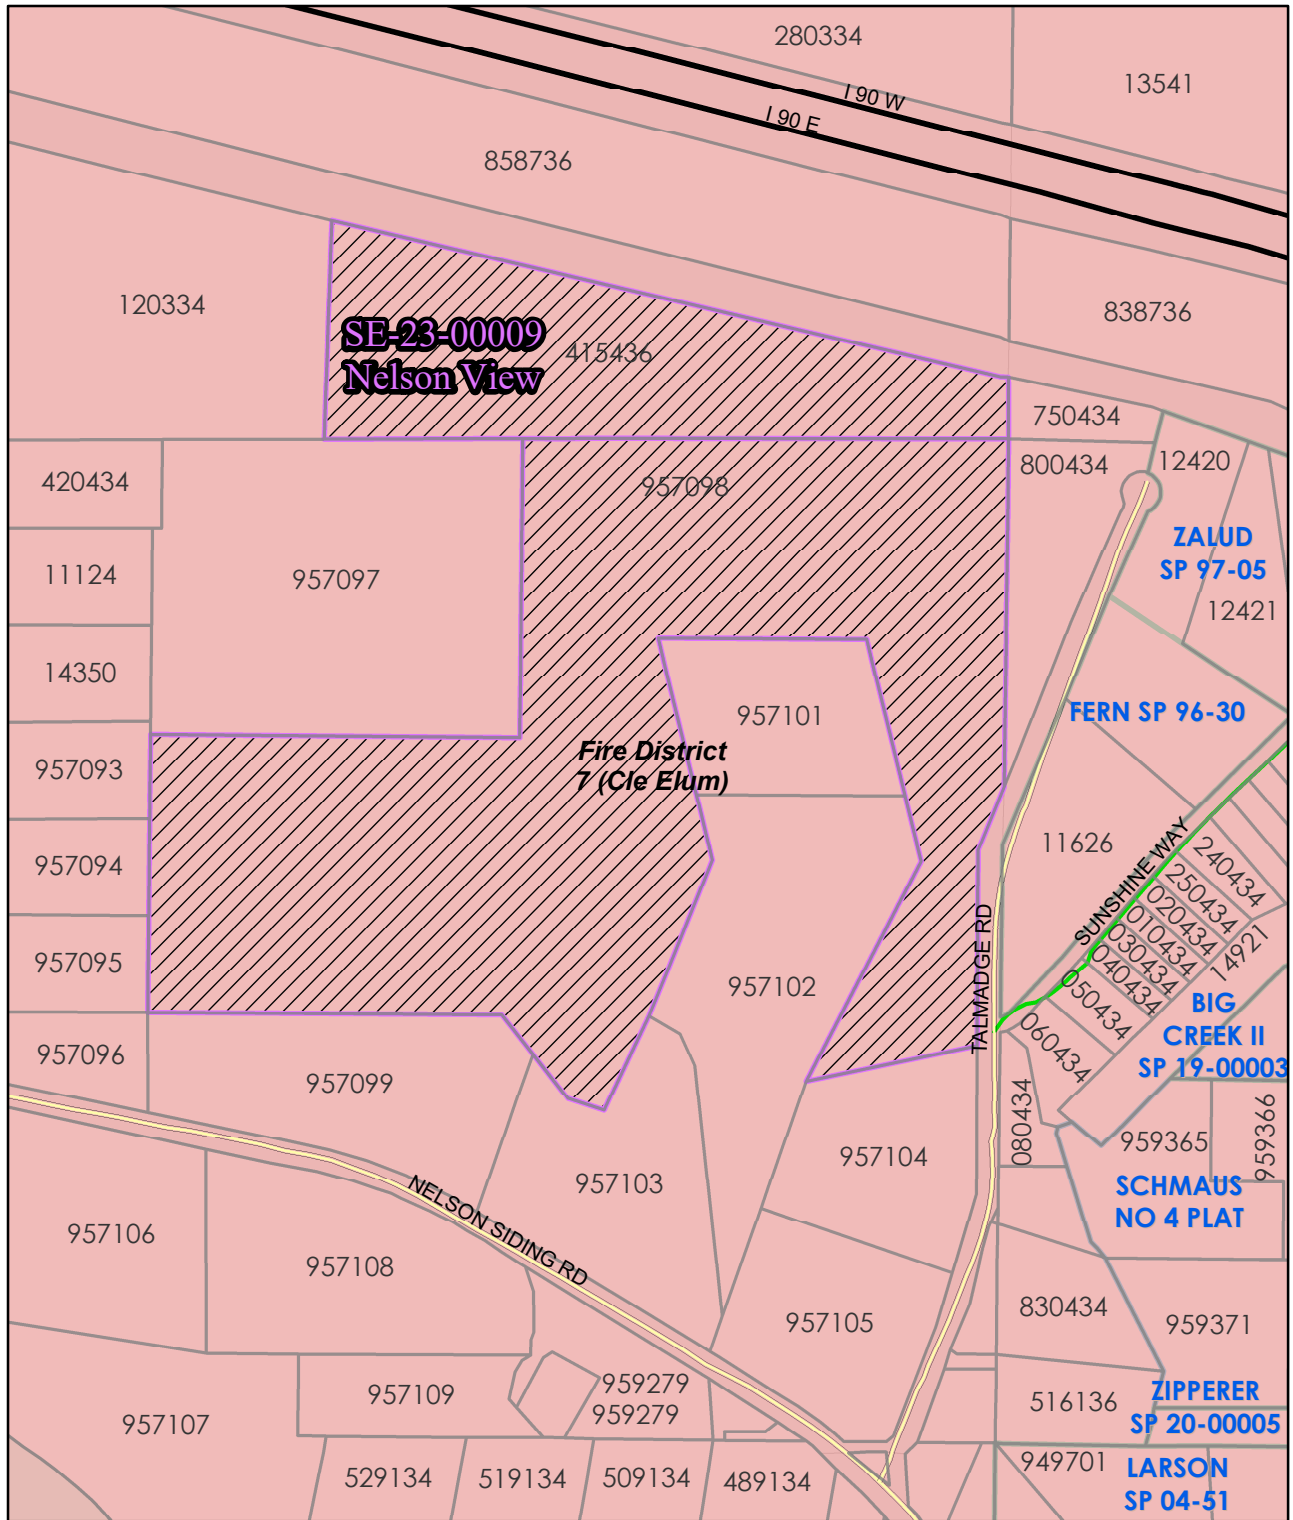 280334
13541
I 90 W
I 90 E
858736
120334
838736
SE-23-00009
Nelson View
415436
750434
800434
12420
420434
957098
ZALUD
SP 97-05
11124
957097
12421
14350
957101
FERN SP 96-30
Fire District
7 (Cle Elum)
957093
11626
SUNSHINE WAY
240434
250434
020434
010434
030434
040434
050434
060434
14921
957094
957095
957102
TALMADGE RD
BIG
CREEK II
SP 19-00003
957096
957099
080434
959365
959366
957104
957103
SCHMAUS
NO 4 PLAT
NELSON SIDING RD
957106
957108
830434
959371
957105
957109
959279
959279
516136
ZIPPERER
SP 20-00005
957107
529134
519134
509134
489134
949701
LARSON
SP 04-51